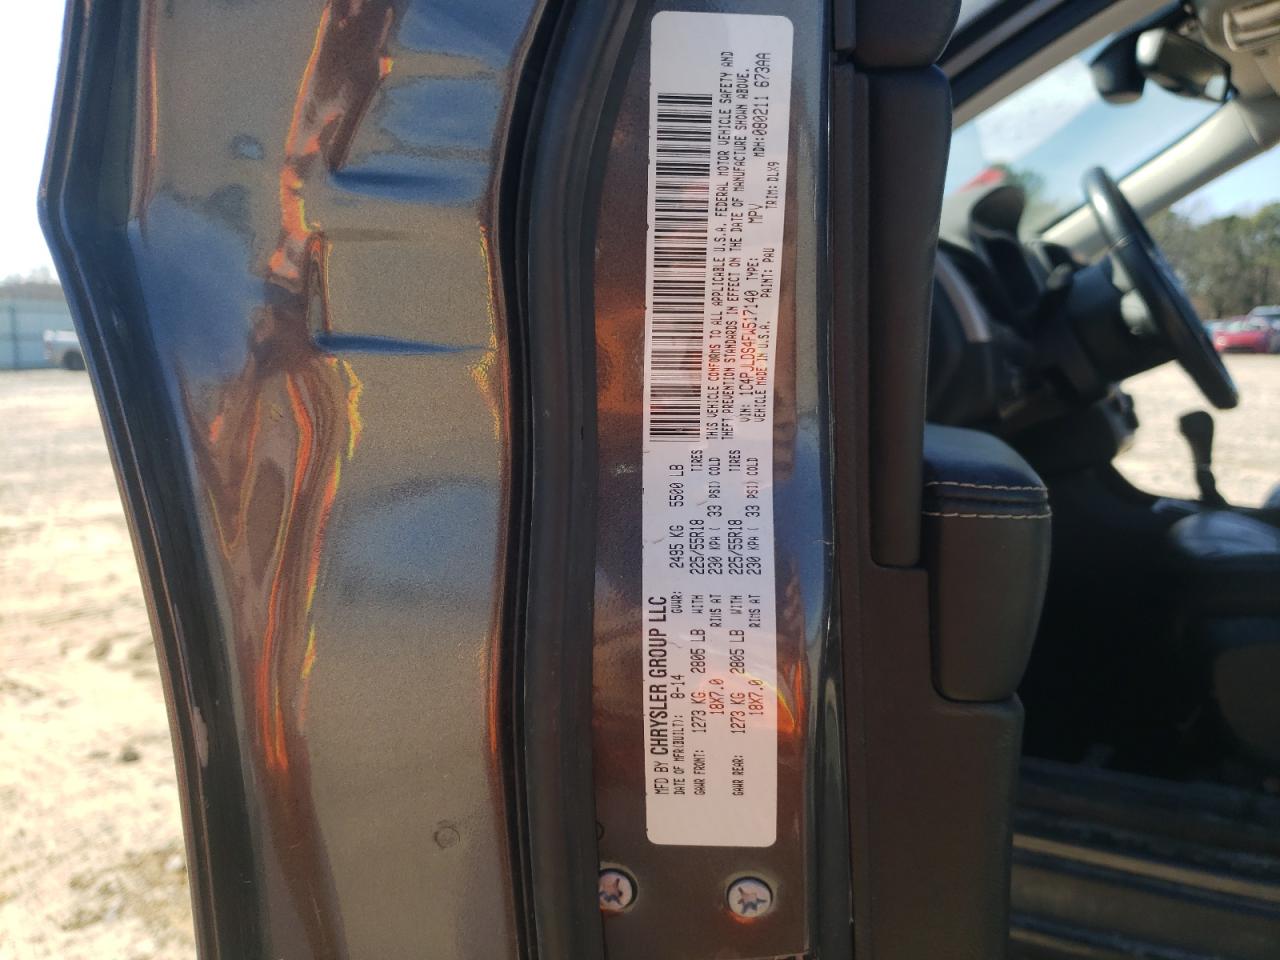 MFD BY CHRYSLER GROUP LLC
DATE OF MFR(BUILT): 8-14 GVWR: 2495 KG 5500 LB
GAWR FRONT: 1273 KG 2805 LB WITH 225/55R18 TIRES
18X7.0 RIMS AT 230 KPA ( 33 PSI) COLD
GAWR REAR: 1273 KG 2805 LB WITH 225/55R18 TIRES
18X7.0 RIMS AT 230 KPA ( 33 PSI) COLD
THIS VEHICLE CONFORMS TO ALL APPLICABLE U.S.A. FEDERAL MOTOR VEHICLE SAFETY AND
THEFT PREVENTION STANDARDS IN EFFECT ON THE DATE OF MANUFACTURE SHOWN ABOVE.
VIN: 1C4PJLDS4FW517140 TYPE: MPV MDH:080211 673AA
VEHICLE MADE IN U.S.A. PAINT: PAU TRIM: DLX9